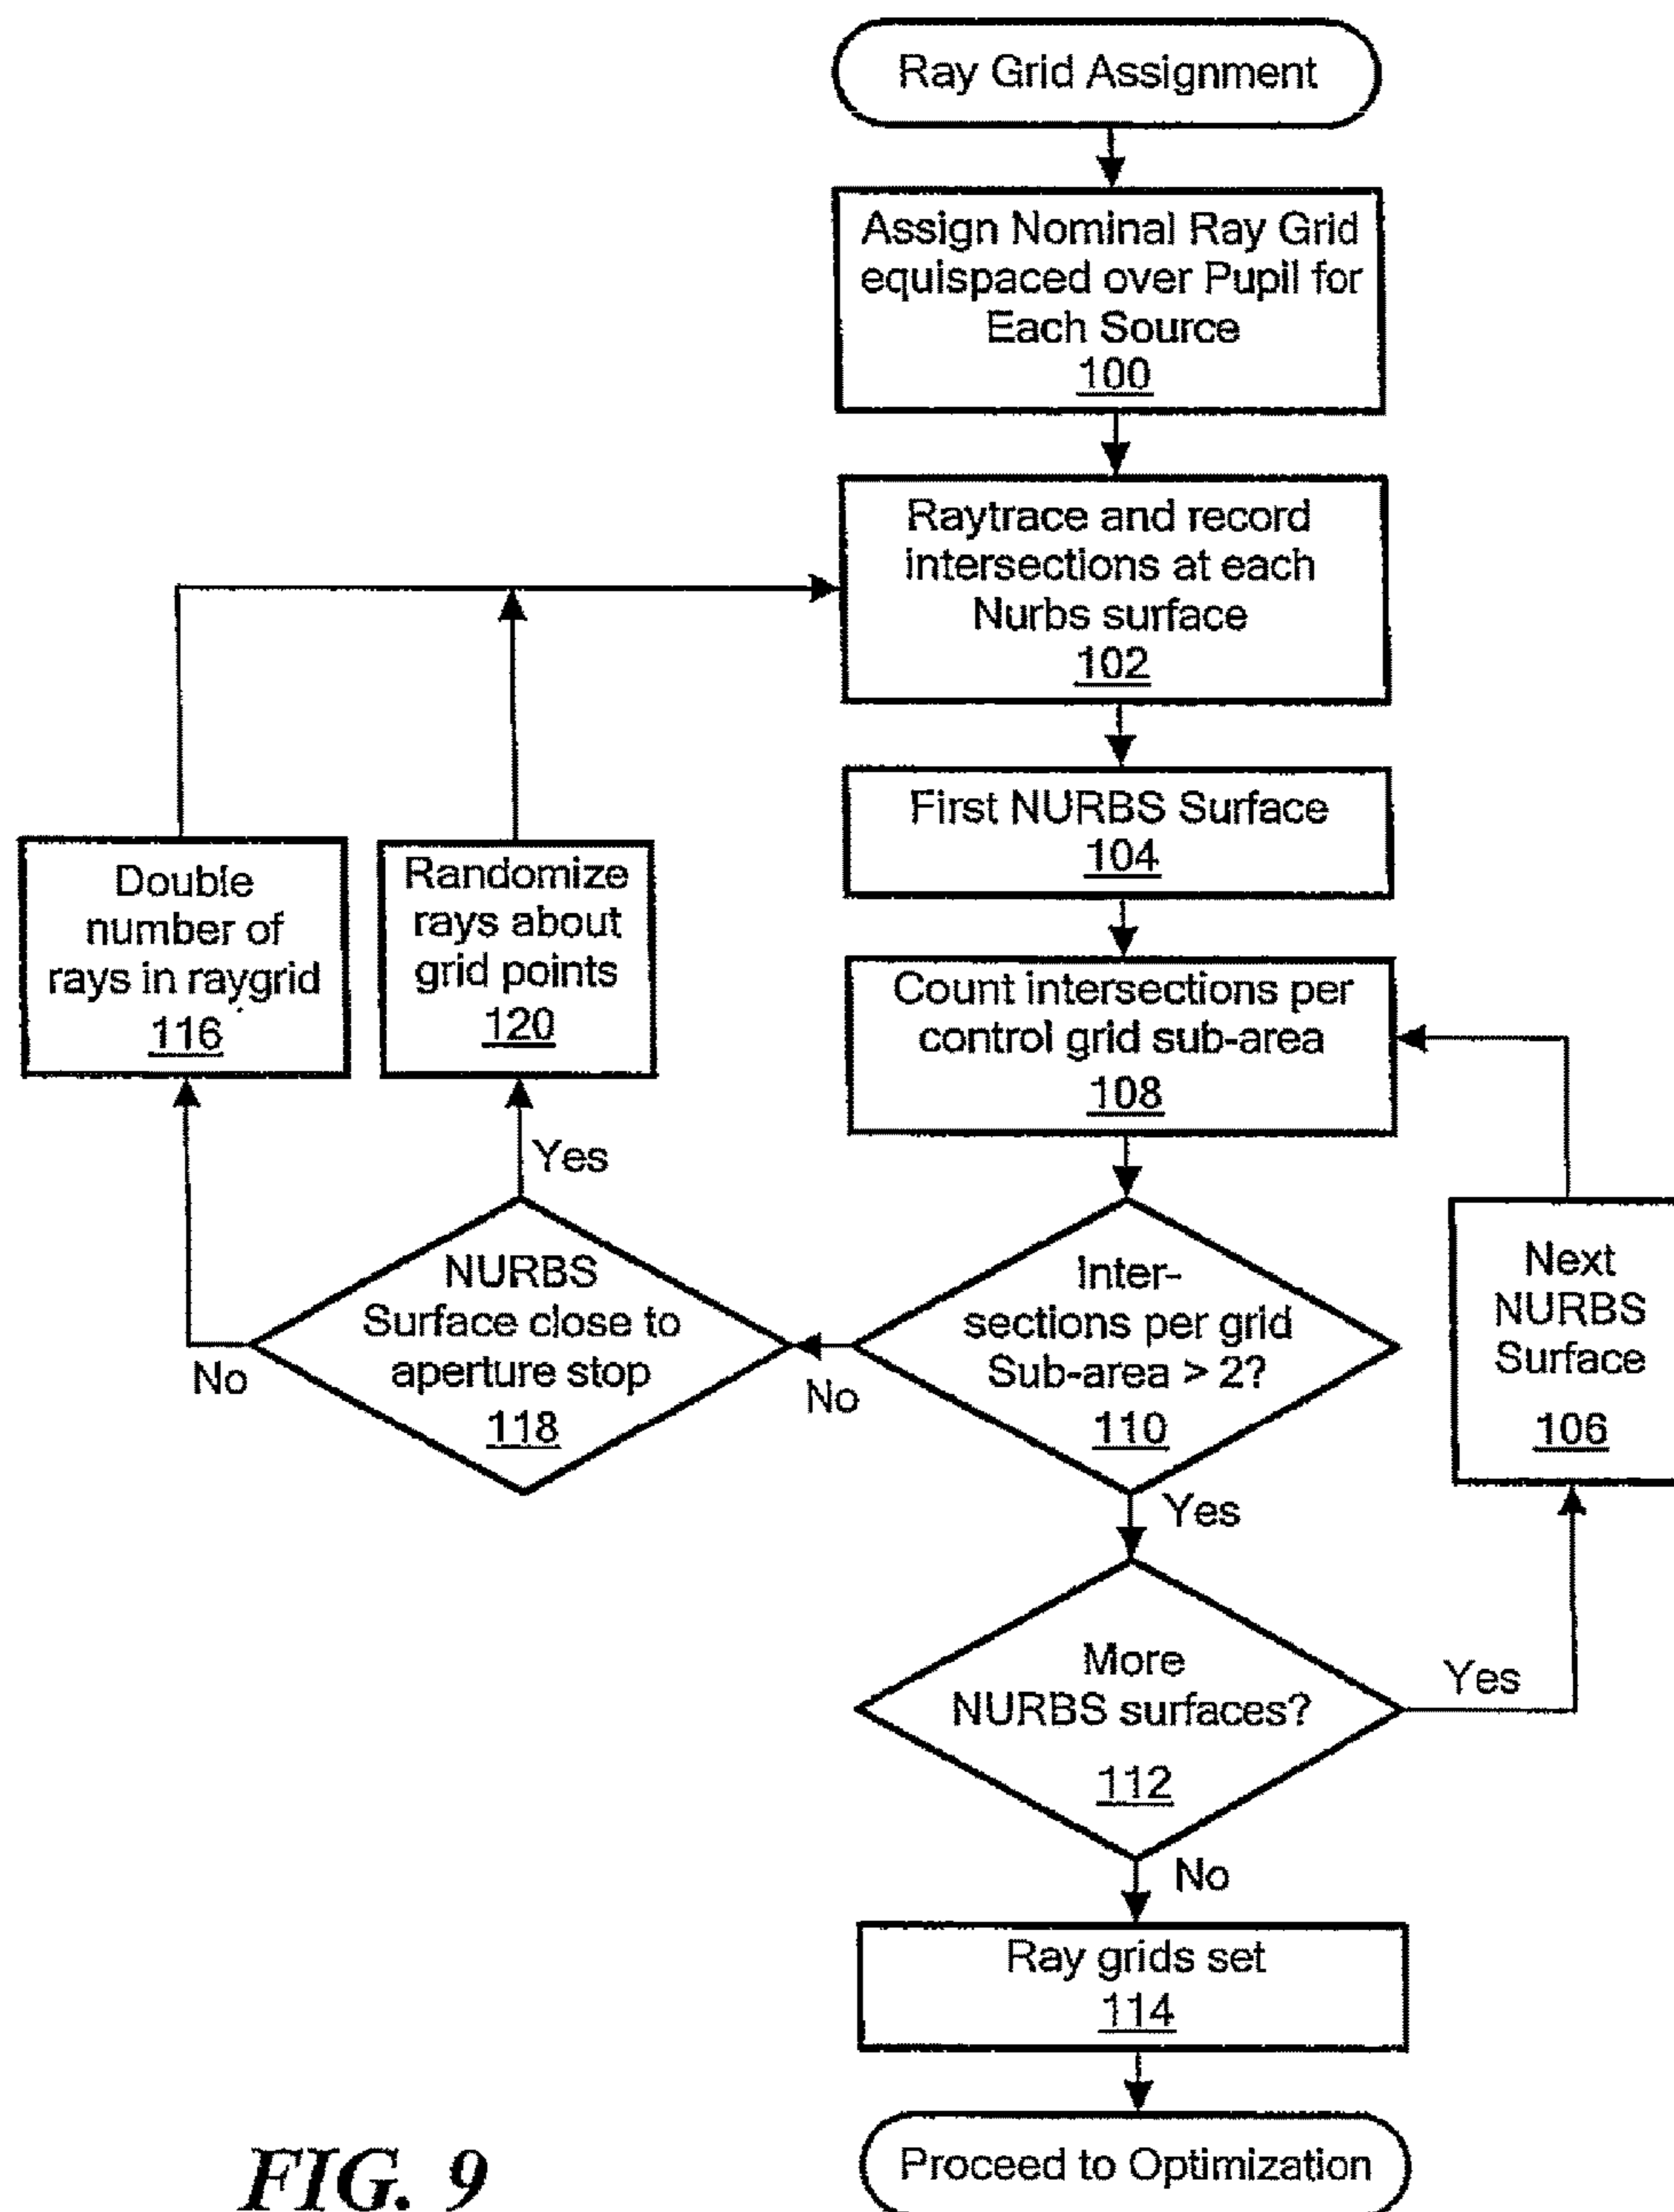 Ray Grid Assignment
Assign Nominal Ray Grid
equispaced over Pupil for
Each Source
100
Raytrace and record
intersections at each
Nurbs surface
102
First NURBS Surface
104
Double
number of
rays in raygrid
116
Randomize
rays about
grid points
120
Count intersections per
control grid sub-area
108
Yes
NURBS
Surface close to
aperture stop
118
No
Inter-
sections per grid
Sub-area > 2?
110
No
Yes
Next
NURBS
Surface
106
More
NURBS surfaces?
112
Yes
No
Ray grids set
114
Proceed to Optimization
FIG. 9